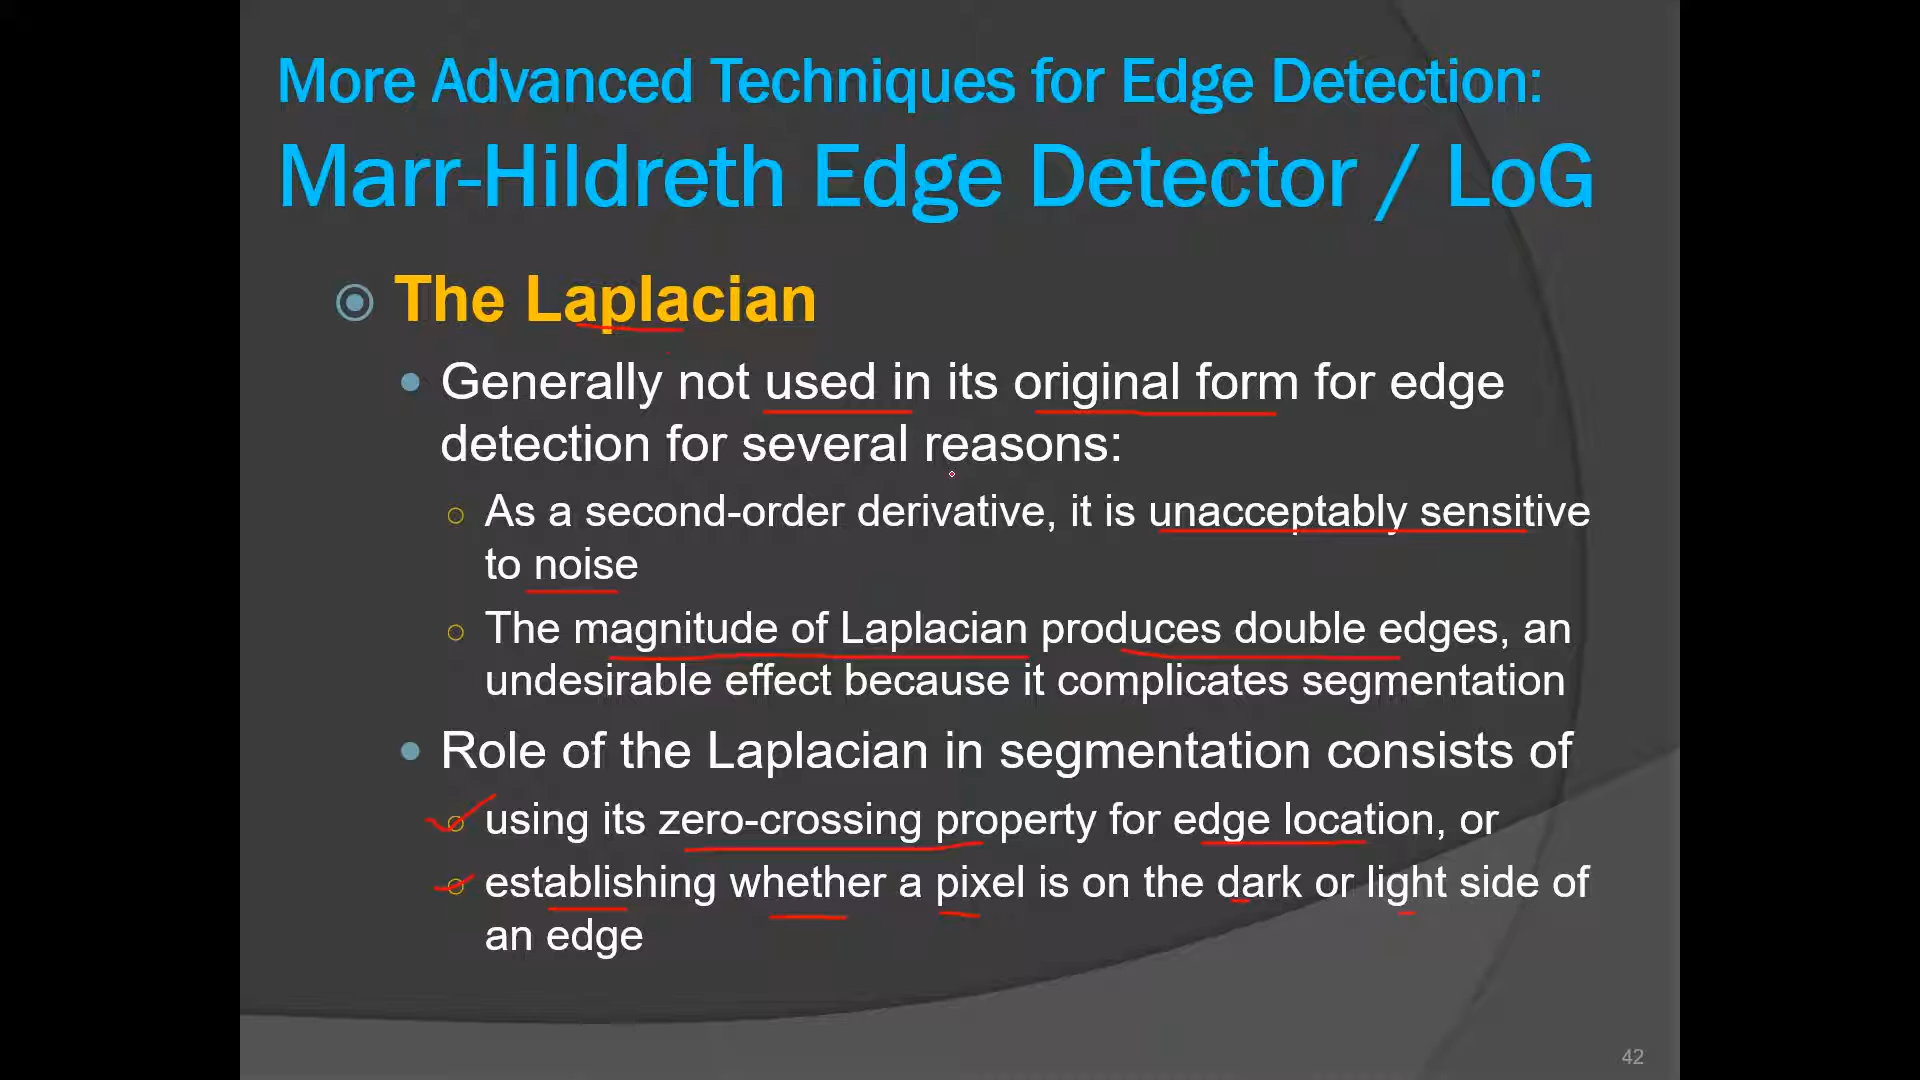 More Advanced Techniques for Edge Detection:
Marr-Hildreth Edge Detector / LoG
The Laplacian
Generally not used in its original form for edge
detection for several reasons:
As a second-order derivative, it is unacceptably sensitive
to noise
The magnitude of Laplacian produces double edges, an
undesirable effect because it complicates segmentation
Role of the Laplacian in segmentation consists of
using its zero-crossing property for edge location, or
establishing whether a pixel is on the dark or light side of
an edge
42